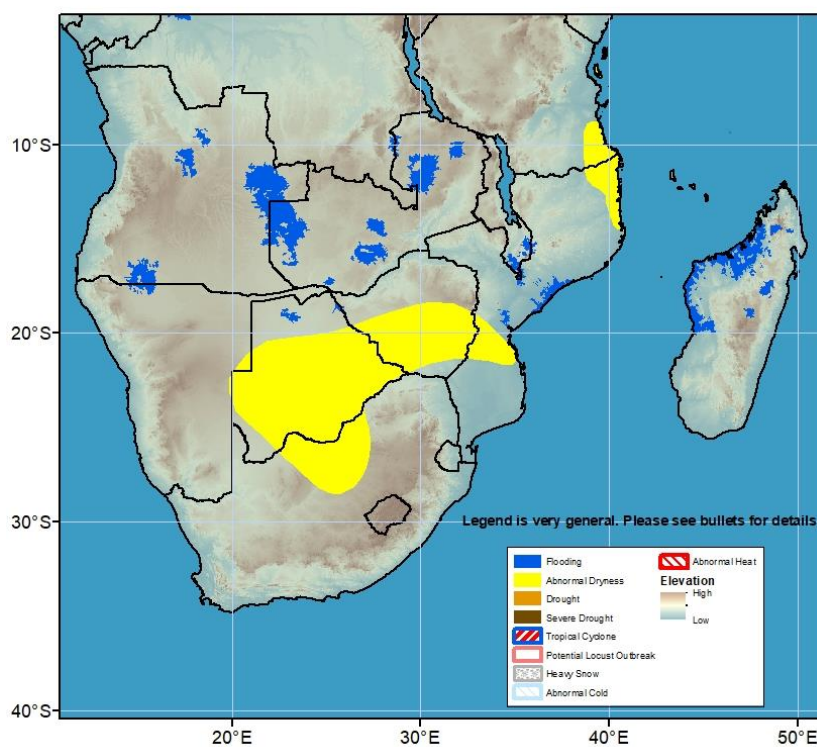 10°S
20°S
30°S
40°S
20°E
30°E
40°E
50°E
Legend is very general. Please see bullets for details
Flooding
Abnormal Dryness
Drought
Severe Drought
Tropical Cyclone
Potential Locust Outbreak
Heavy Snow
Abnormal Cold
Abnormal Heat
Elevation
High
Low